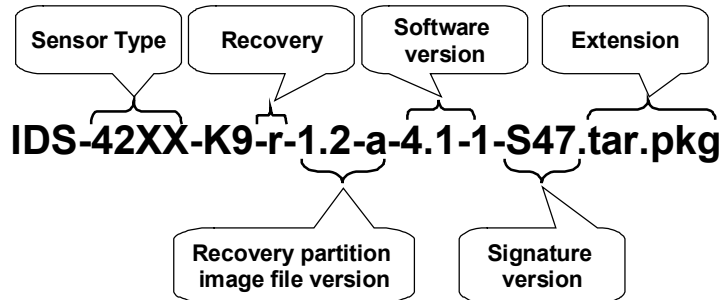 Sensor Type
Recovery
Software
version
Extension
IDS-42XX-K9-r-1.2-a-4.1-1-S47.tar.pkg
Recovery partition
image file version
Signature
version